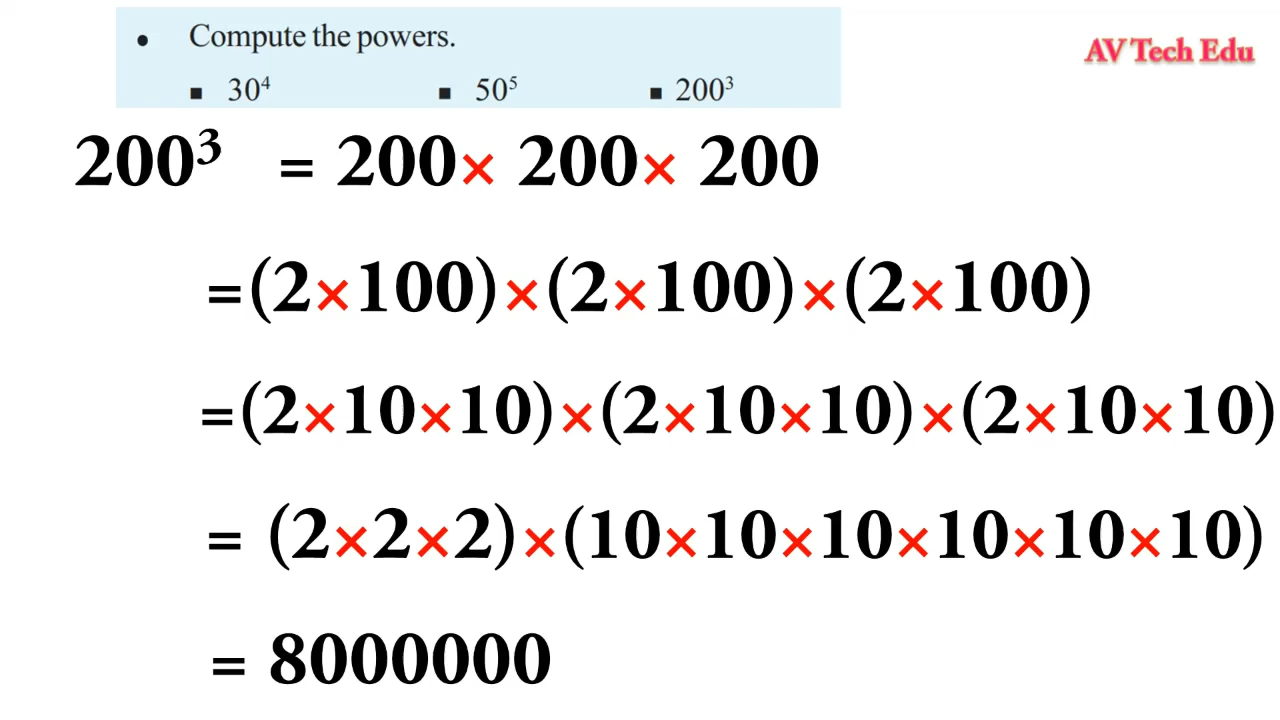 • Compute the powers.
AV Tech Edu
■ 30⁴ ■ 50⁵ ■ 200³
200³ = 200× 200× 200
=(2×100)×(2×100)×(2×100)
=(2×10×10)×(2×10×10)×(2×10×10)
= (2×2×2)×(10×10×10×10×10×10)
= 8000000